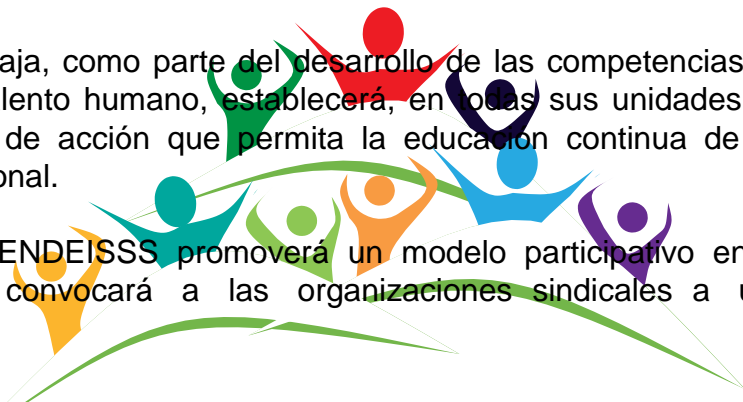 aja, como parte del desarrollo de las competencias
lento humano, establecerá, en todas sus unidades
de acción que permita la educación continua de
onal.
ENDEISSS promoverá un modelo participativo en
convocará a las organizaciones sindicales a u